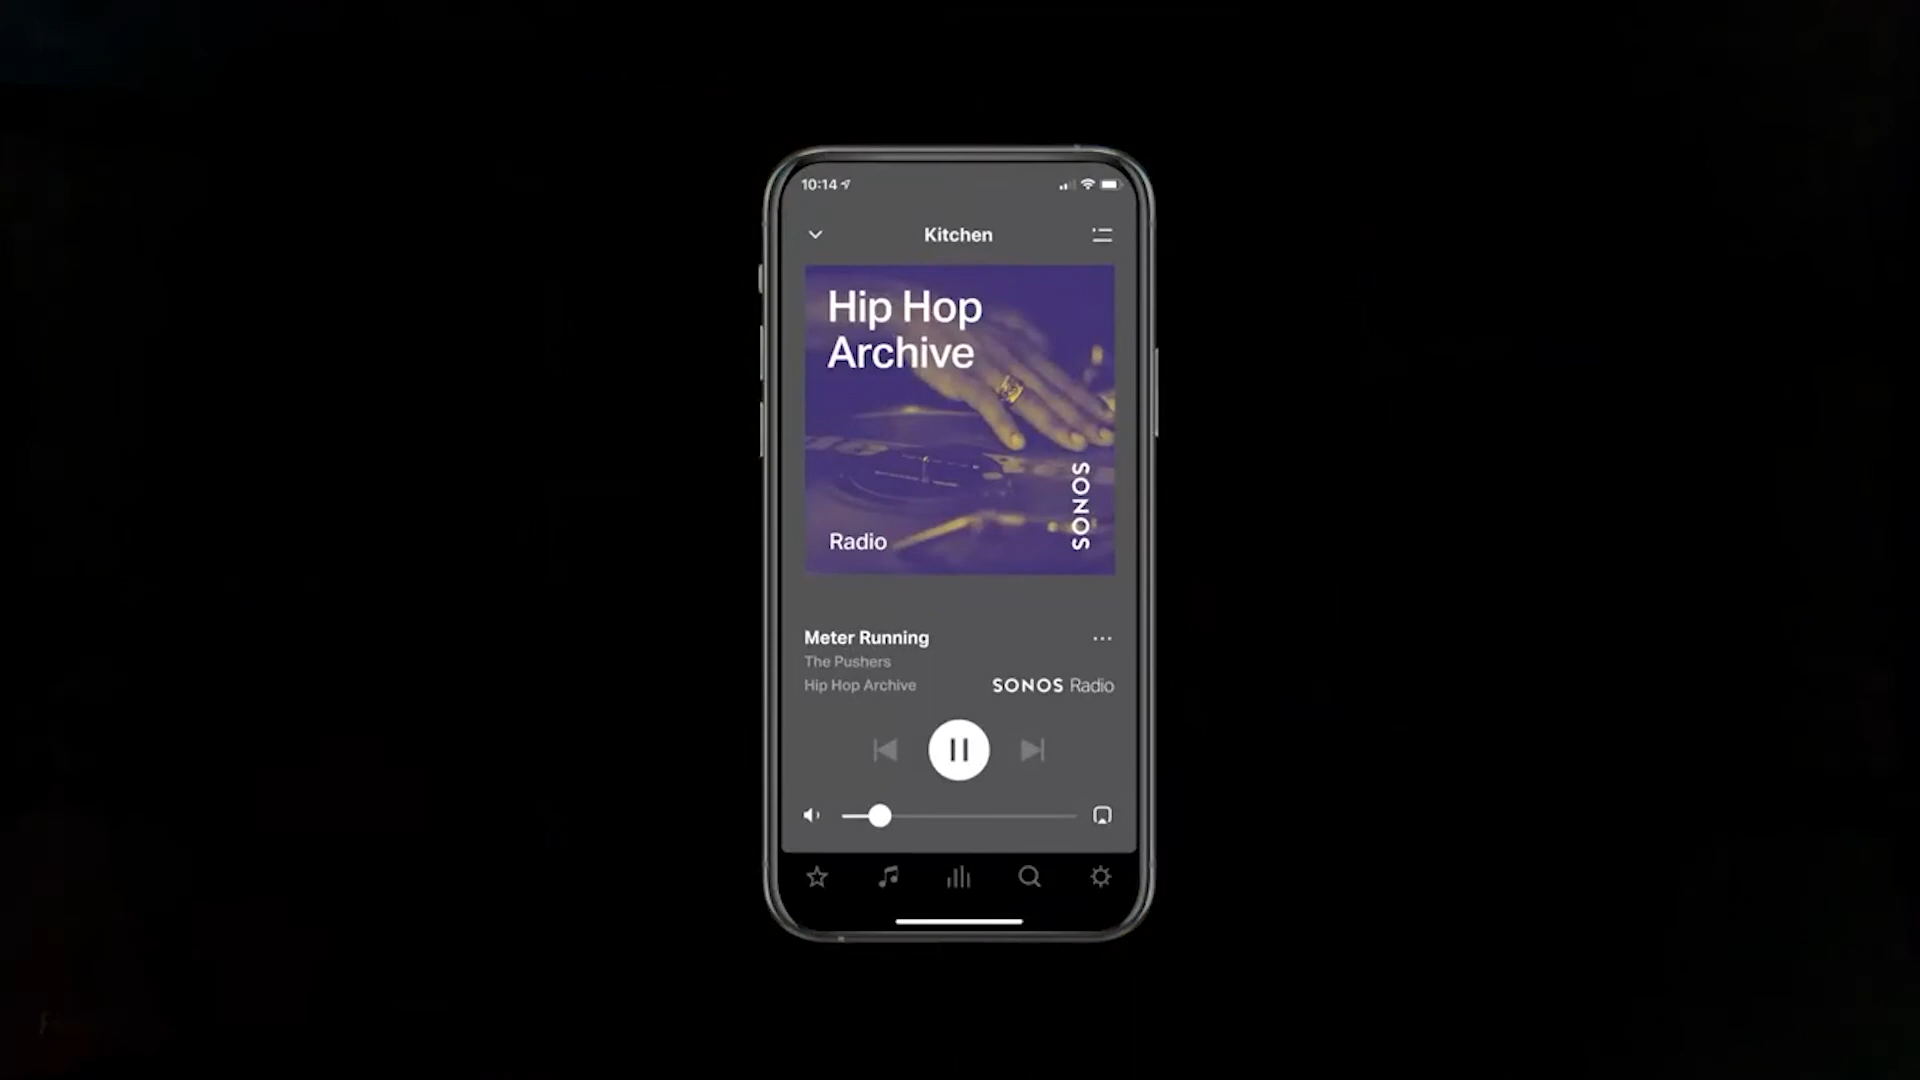 10:14
Kitchen
Hip Hop
Archive
SONOS
Radio
Meter Running
The Pushers
Hip Hop Archive
SONOS Radio